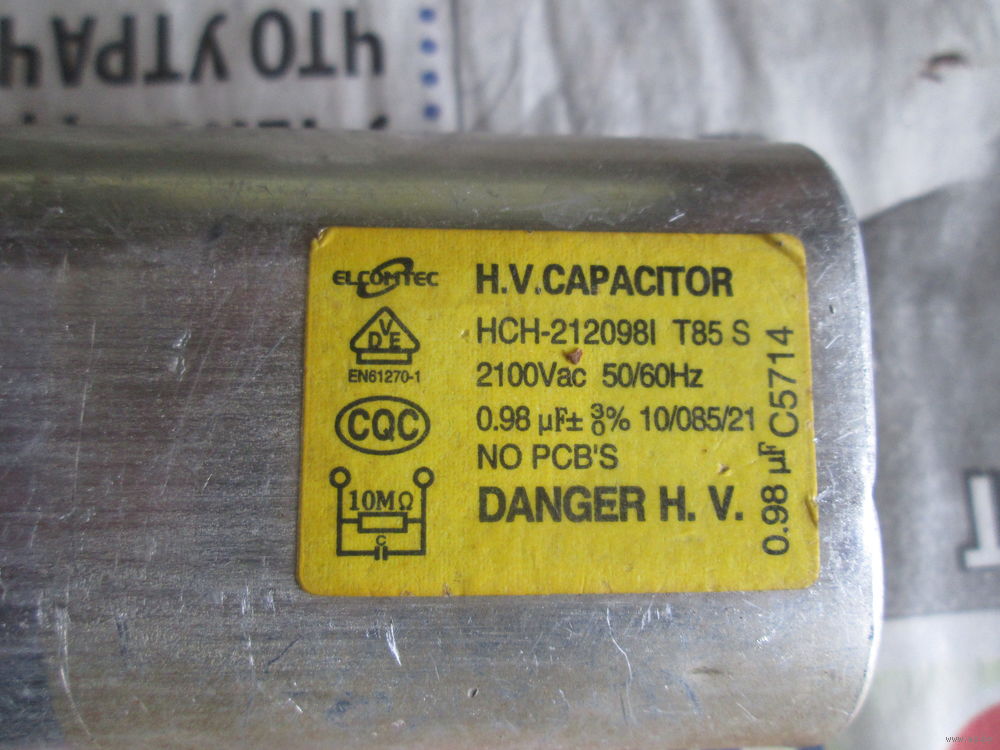 ЧТО УТРАЧ
ELCOMTEC
H.V.CAPACITOR
VDE
HCH-212098I T85 S
EN61270-1
2100Vac 50/60Hz
CQC
0.98 µF± 3/0% 10/085/21
NO PCB'S
10MΩ
C
DANGER H. V.
0.98 µF C5714